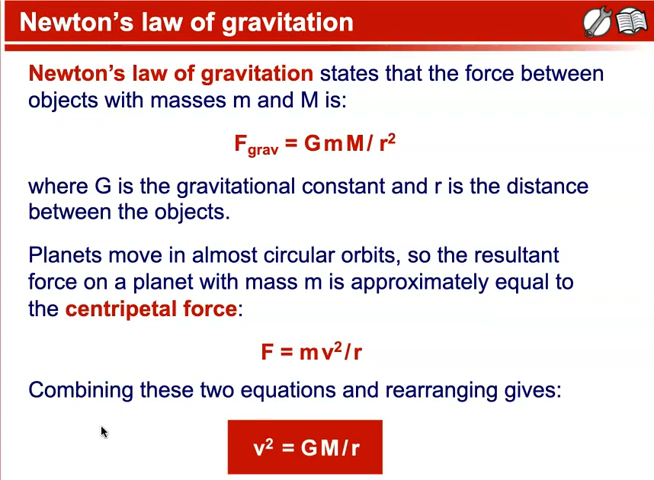 Newton's law of gravitation
Newton's law of gravitation states that the force between
objects with masses m and M is:
Fgrav = GmM/ r²
where G is the gravitational constant and r is the distance
between the objects.
Planets move in almost circular orbits, so the resultant
force on a planet with mass m is approximately equal to
the centripetal force:
F = mv²/r
Combining these two equations and rearranging gives:
v² = GM/r